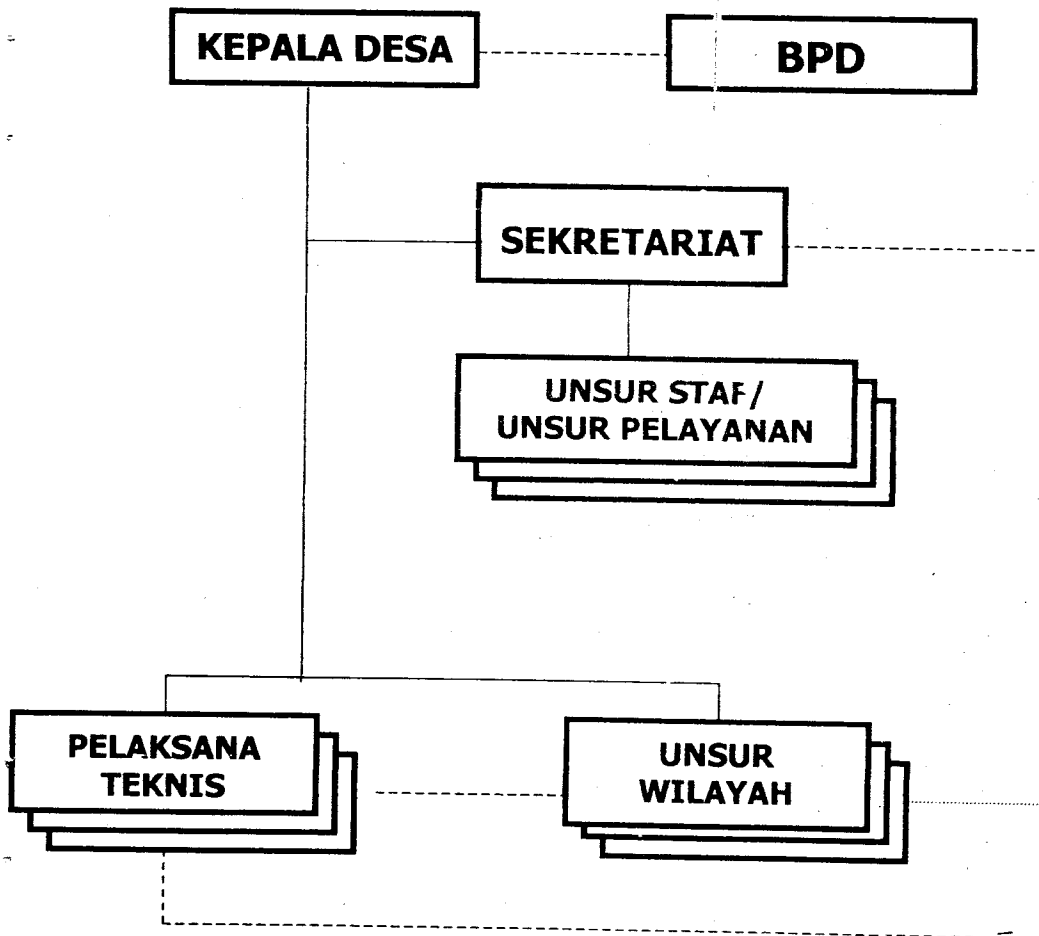 KEPALA DESA
BPD
SEKRETARIAT
UNSUR STAF/
UNSUR PELAYANAN
PELAKSANA
TEKNIS
UNSUR
WILAYAH